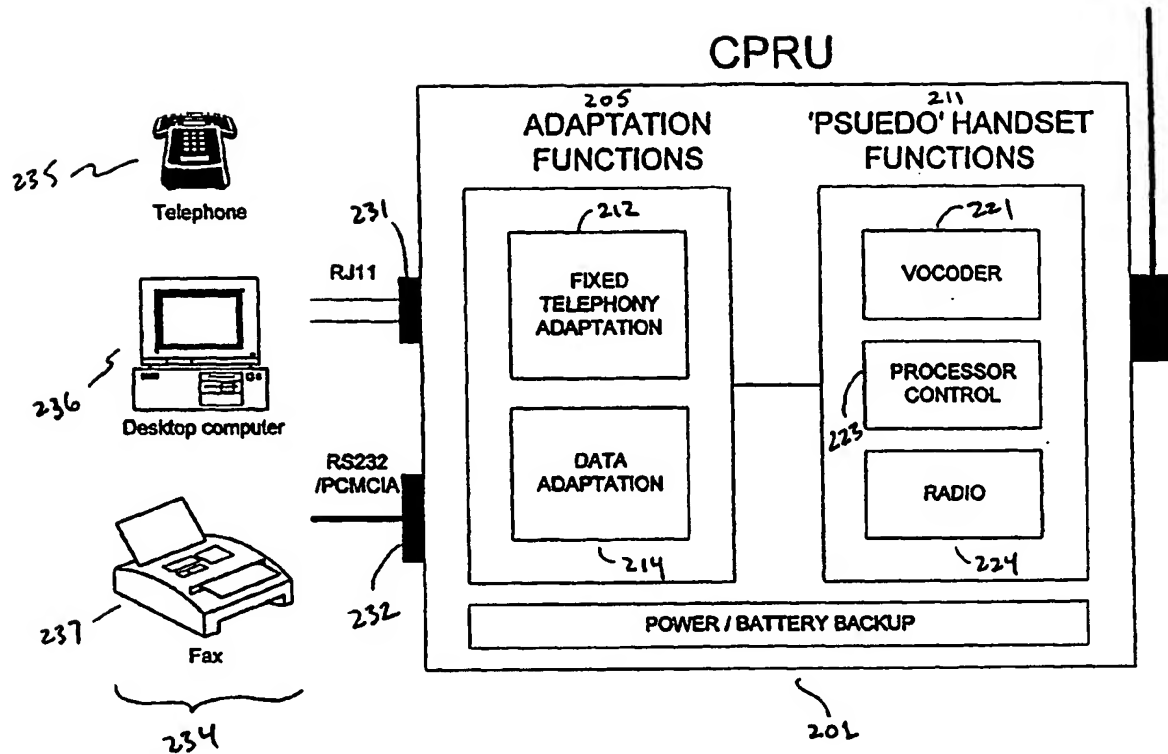 CPRU
205
ADAPTATION
FUNCTIONS
211
'PSUEDO' HANDSET
FUNCTIONS
235
Telephone
231
212
221
RJ11
FIXED
TELEPHONY
ADAPTATION
VOCODER
236
Desktop computer
PROCESSOR
CONTROL
223
RS232
/PCMCIA
DATA
ADAPTATION
RADIO
214
224
232
237
Fax
POWER / BATTERY BACKUP
234
201